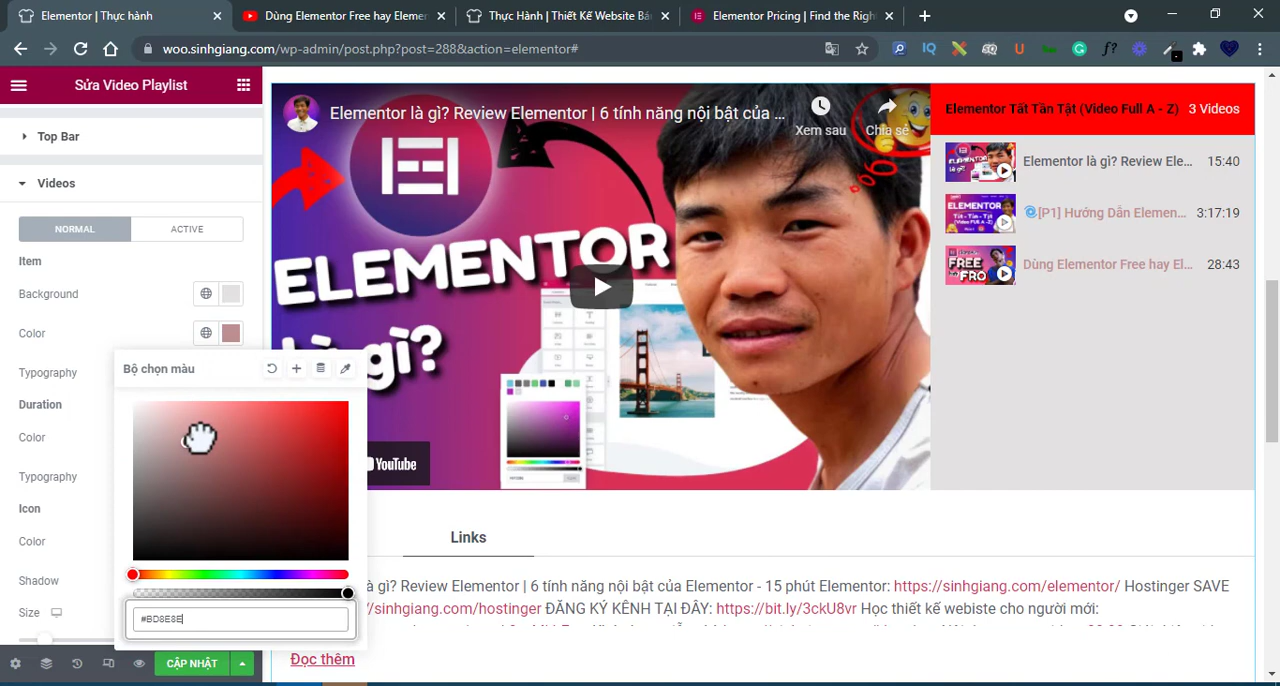 Elementor | Thực hành
Dùng Elementor Free hay Elemen
Thực Hành | Thiết Kế Website Bá
Elementor Pricing | Find the Righ
woo.sinhgiang.com/wp-admin/post.php?post=288&action=elementor#
Sửa Video Playlist
Top Bar
Videos
NORMAL
ACTIVE
Item
Background
Color
Typography
Duration
Color
Typography
Icon
Color
Shadow
Size
Bộ chọn màu
#BD8E8E
CẬP NHẬT
Elementor là gì? Review Elementor | 6 tính năng nội bật của ...
Xem sau
Chia sẻ
ELEMENTOR
là gì?
YouTube
Elementor Tất Tần Tật (Video Full A - Z)
3 Videos
Elementor là gì? Review Ele...
15:40
[P1] Hướng Dẫn Elemen...
3:17:19
Dùng Elementor Free hay El...
28:43
Links
à gì? Review Elementor | 6 tính năng nội bật của Elementor - 15 phút Elementor: https://sinhgiang.com/elementor/ Hostinger SAVE
//sinhgiang.com/hostinger ĐĂNG KÝ KÊNH TẠI ĐÂY: https://bit.ly/3ckU8vr Học thiết kế webiste cho người mới:
Đọc thêm